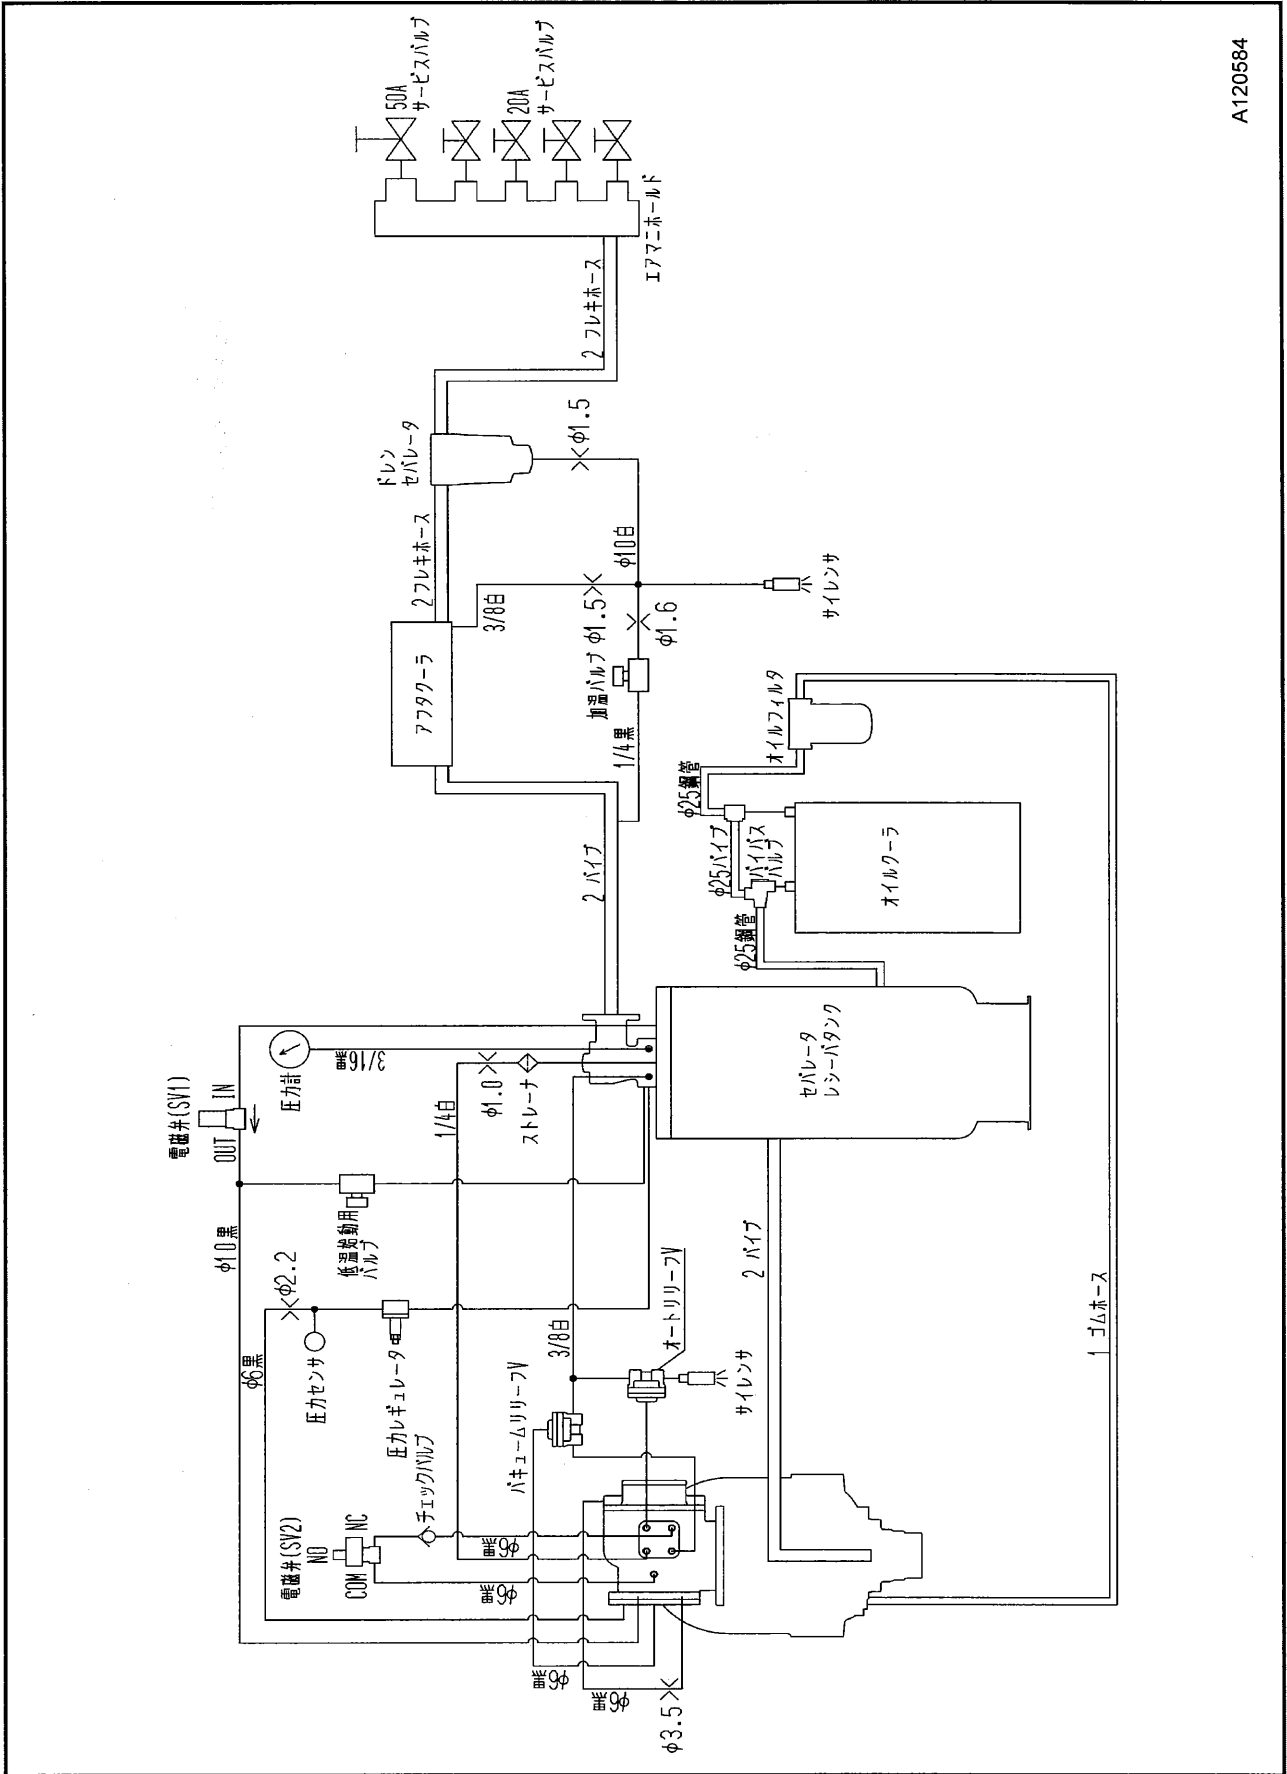 A120584
50A
サービスバルブ
20A
サービスバルブ
エアマニホールド
2 フレキホース
ドレン
セパレータ
φ1.5
2フレキホース
φ10白
3/8白
φ1.5
φ1.6
サイレンサ
アフタクーラ
加温バルブ
1/4黒
オイルフィルタ
φ25鋼管
φ25パイプ
バイパス
バルブ
オイルクーラ
φ25鋼管
2 パイプ
電磁弁(SV1)
IN
OUT
圧力計
3/16黒
φ1.0
ストレーナ
1/4白
セパレータ
レシーバタンク
φ10黒
低温始動用
バルブ
φ2.2
φ6黒
圧力センサ
圧力レギュレータ
チェックバルブ
3/8白
オートリリーフV
バキュームリリーフV
サイレンサ
2 パイプ
1 ゴムホース
電磁弁(SV2)
NO
NC
COM
φ6黒
φ6黒
φ6黒
φ6黒
φ3.5